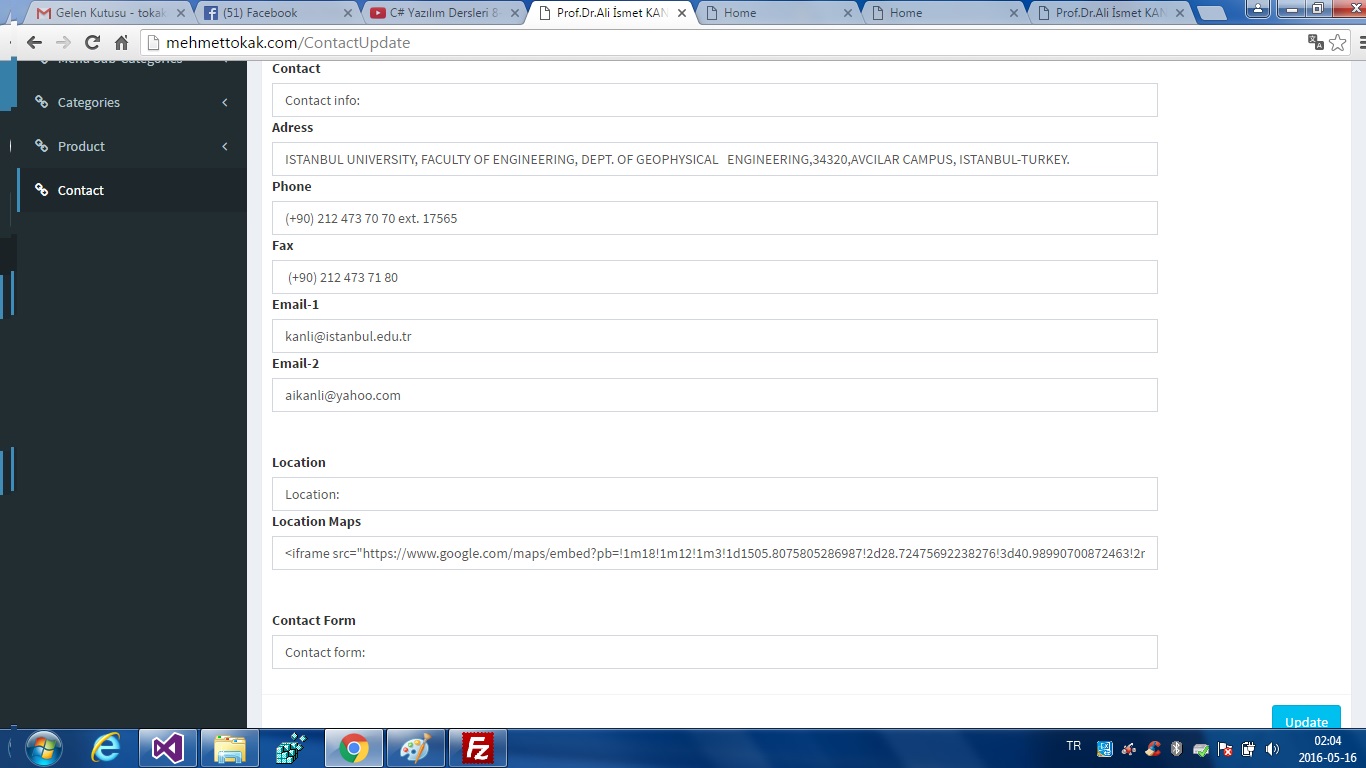 Gelen Kutusu - tokak
(51) Facebook
C# Yazılım Dersleri 8
Prof.Dr.Ali İsmet KAN
Home
Home
Prof.Dr.Ali İsmet KAN
mehmettokak.com/ContactUpdate
Menu Sub-Categories
Categories
Product
Contact
Contact
Contact info:
Adress
ISTANBUL UNIVERSITY, FACULTY OF ENGINEERING, DEPT. OF GEOPHYSICAL ENGINEERING,34320,AVCILAR CAMPUS, ISTANBUL-TURKEY.
Phone
(+90) 212 473 70 70 ext. 17565
Fax
(+90) 212 473 71 80
Email-1
kanli@istanbul.edu.tr
Email-2
aikanli@yahoo.com
Location
Location:
Location Maps
<iframe src="https://www.google.com/maps/embed?pb=!1m18!1m12!1m3!1d1505.8075805286987!2d28.72475692238276!3d40.98990700872463!2r
Contact Form
Contact form:
Update
TR
02:04
2016-05-16